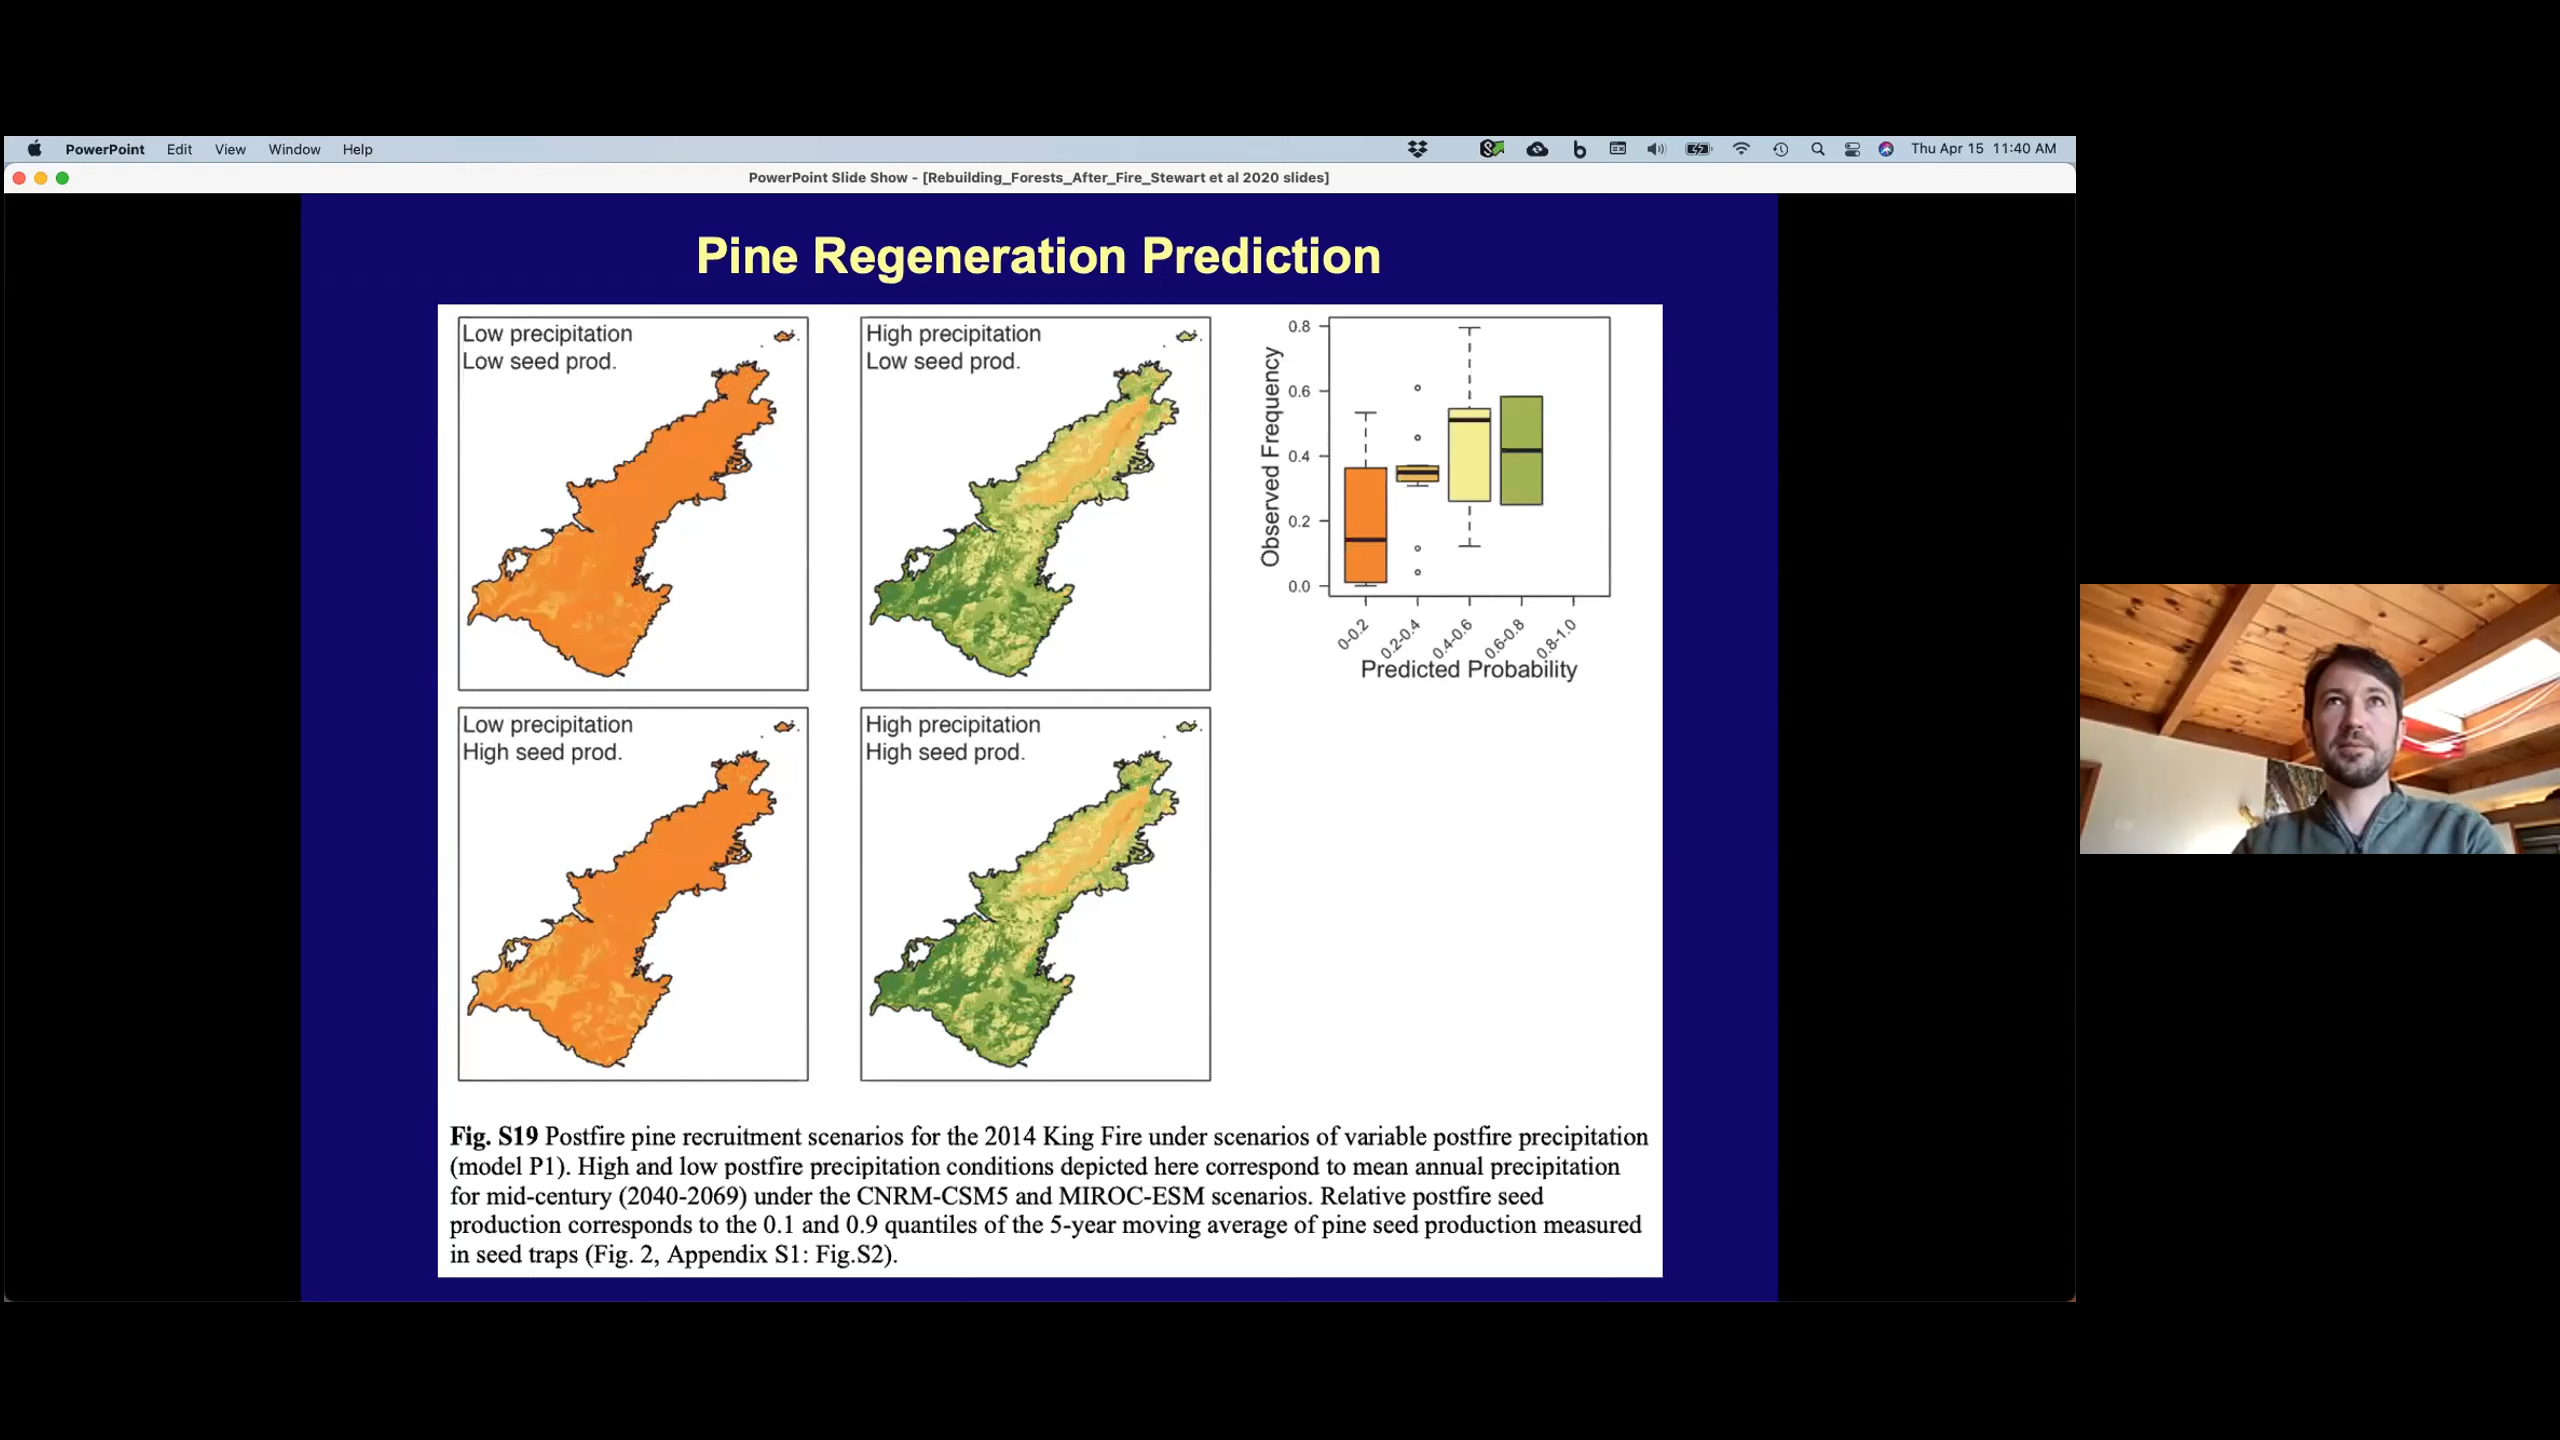 PowerPoint Edit View Window Help
Thu Apr 15 11:40 AM
PowerPoint Slide Show - [Rebuilding_Forests_After_Fire_Stewart et al 2020 slides]
Pine Regeneration Prediction
Low precipitation
Low seed prod.
High precipitation
Low seed prod.
Observed Frequency
0.8
0.6
0.4
0.2
0.0
0-0.2
0.2-0.4
0.4-0.6
0.6-0.8
0.8-1.0
Predicted Probability
Low precipitation
High seed prod.
High precipitation
High seed prod.
Fig. S19 Postfire pine recruitment scenarios for the 2014 King Fire under scenarios of variable postfire precipitation
(model P1). High and low postfire precipitation conditions depicted here correspond to mean annual precipitation
for mid-century (2040-2069) under the CNRM-CSM5 and MIROC-ESM scenarios. Relative postfire seed
production corresponds to the 0.1 and 0.9 quantiles of the 5-year moving average of pine seed production measured
in seed traps (Fig. 2, Appendix S1: Fig.S2).